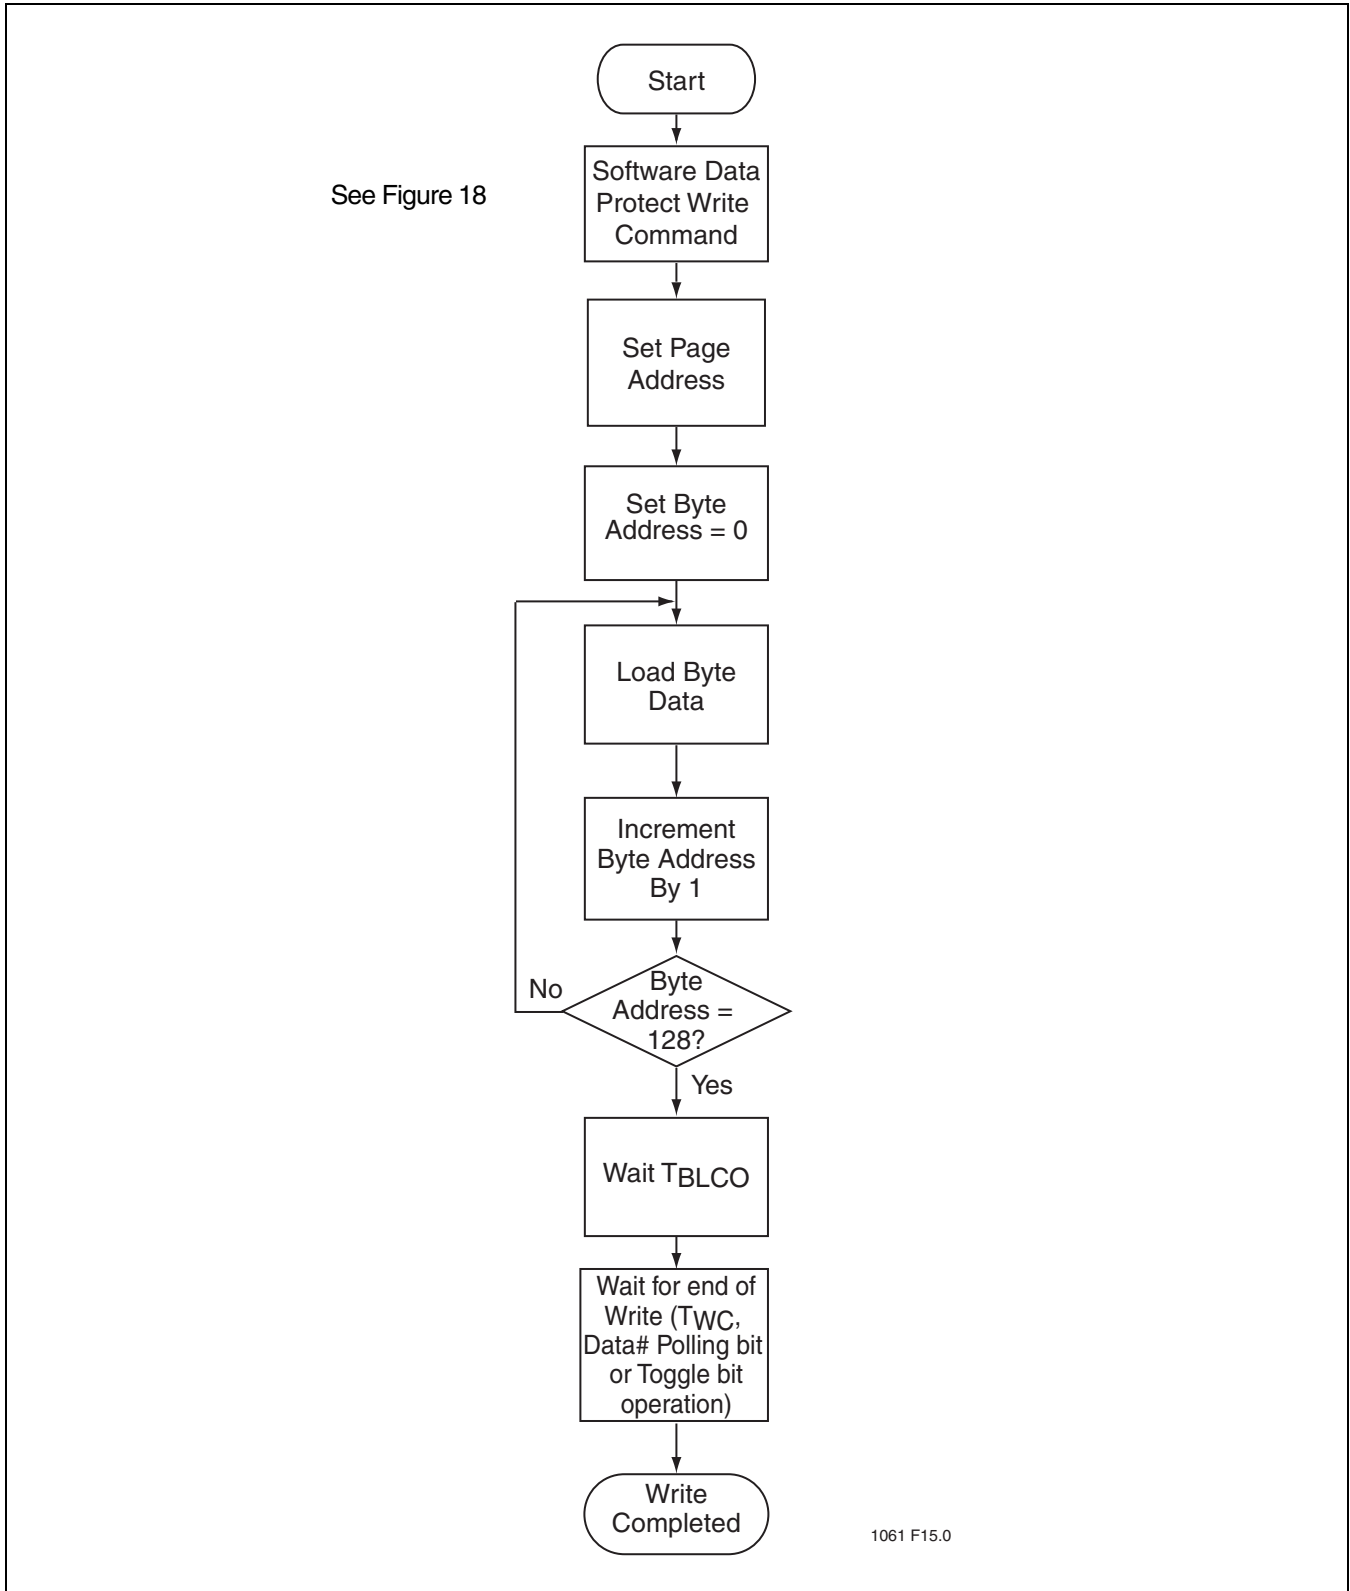 Start
See Figure 18
Software Data
Protect Write
Command
Set Page
Address
Set Byte
Address = 0
Load Byte
Data
Increment
Byte Address
By 1
Byte
Address =
128?
No
Yes
Wait TBLCO
Wait for end of
Write (TWC,
Data# Polling bit
or Toggle bit
operation)
Write
Completed
1061 F15.0